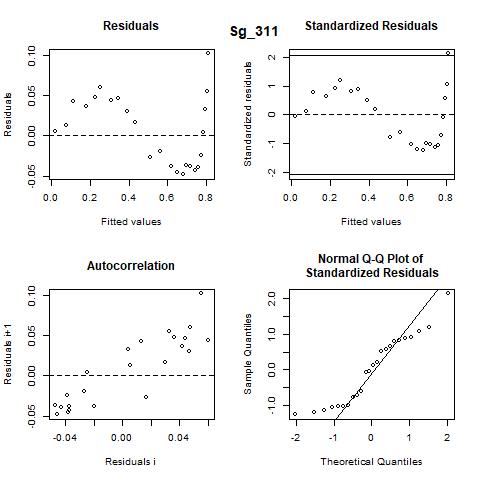 Sg_311
Residuals
Residuals
0.10
0.05
0.00
-0.05
0.0 0.2 0.4 0.6 0.8
Fitted values
Standardized Residuals
Standardized residuals
2
1
0
-1
-2
0.0 0.2 0.4 0.6 0.8
Fitted values
Autocorrelation
Residuals i+1
0.10
0.05
0.00
-0.05
-0.04 0.00 0.04
Residuals i
Normal Q-Q Plot of
Standardized Residuals
Sample Quantiles
2.0
1.0
0.0
-1.0
-2 -1 0 1 2
Theoretical Quantiles